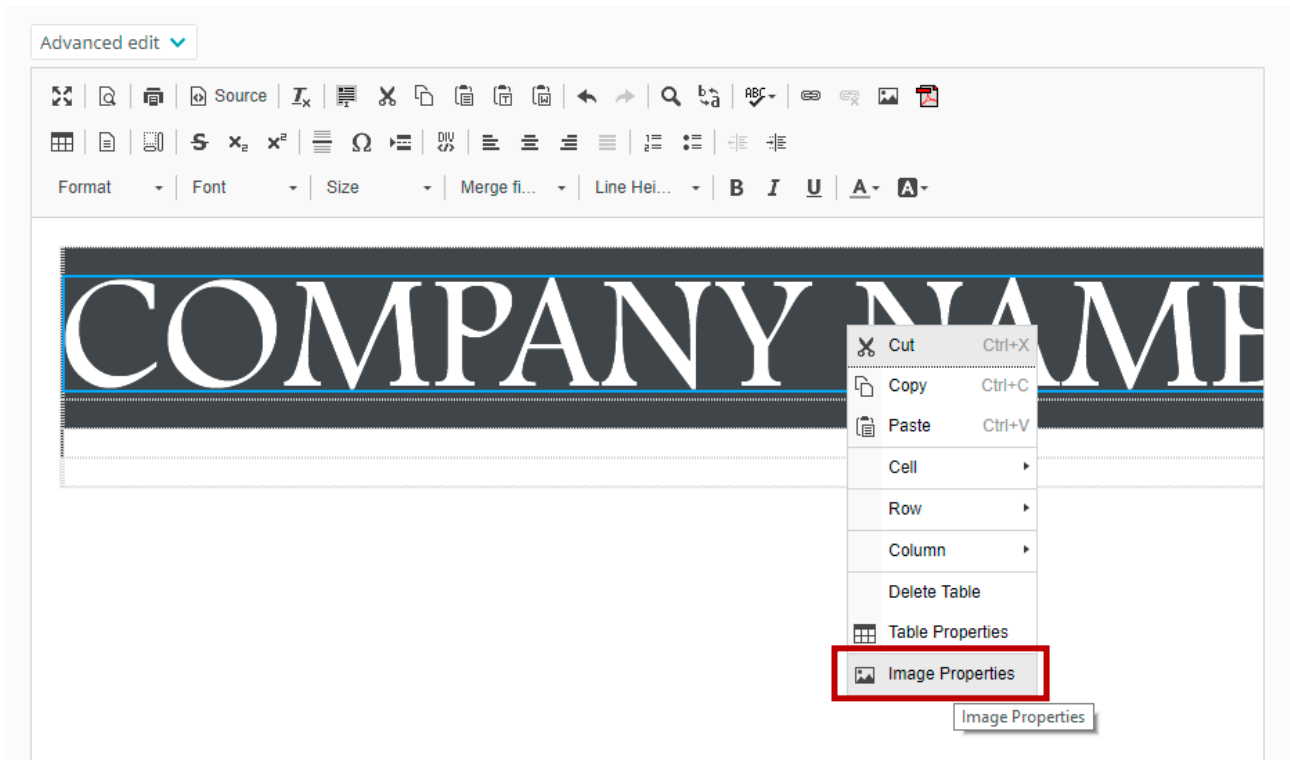 Advanced edit
Source
Format Font Size Merge fi... Line Hei... B I U A A
COMPANY NAME
Cut Ctrl+X
Copy Ctrl+C
Paste Ctrl+V
Cell
Row
Column
Delete Table
Table Properties
Image Properties
Image Properties